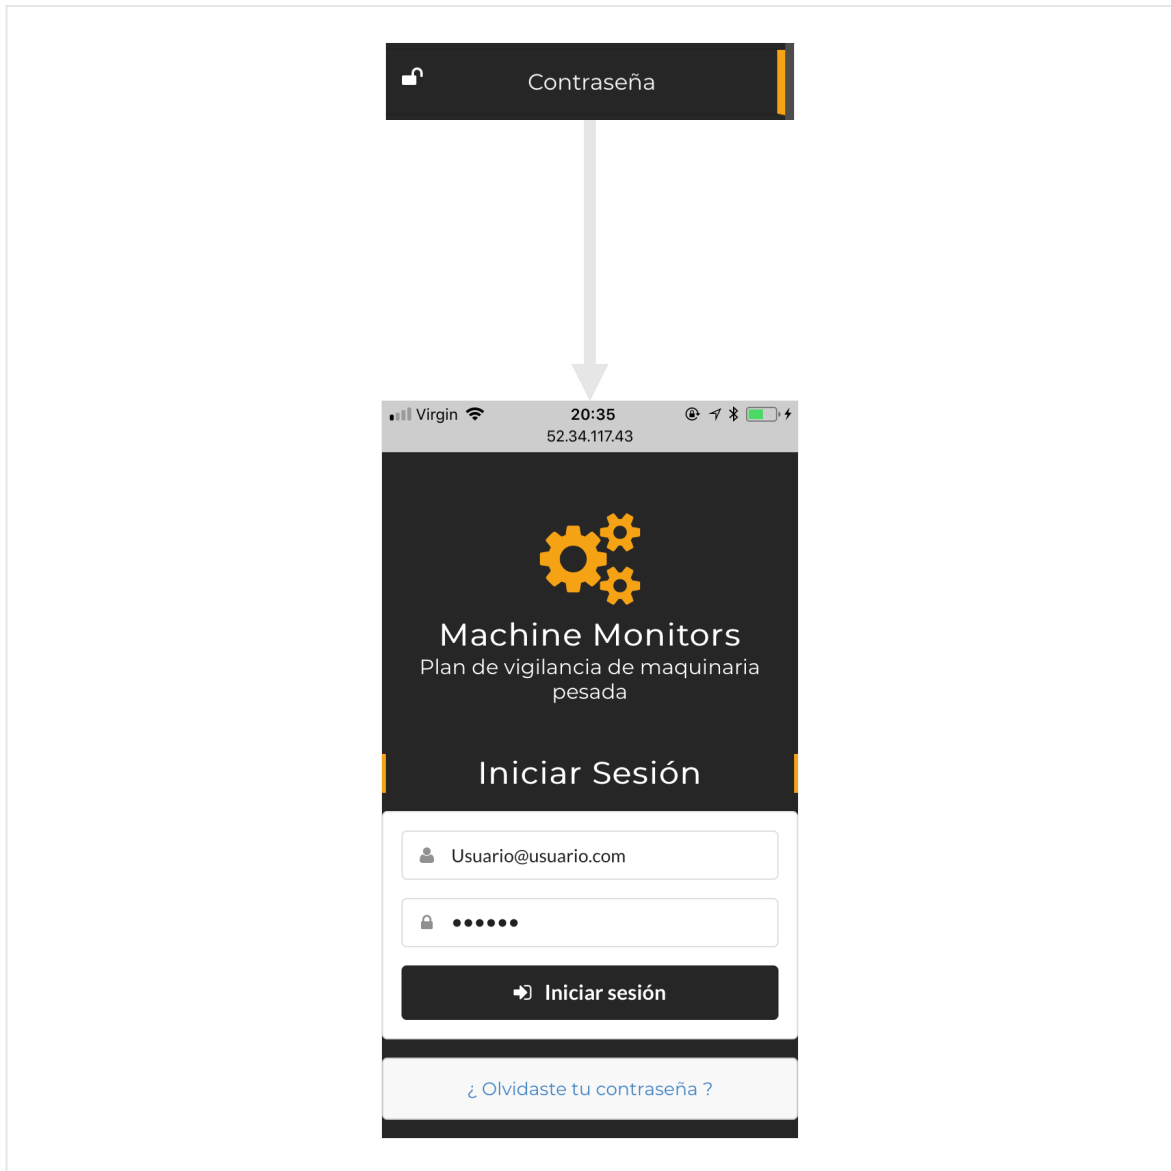 Contraseña
Virgin 20:35
52.34.117.43
Machine Monitors
Plan de vigilancia de maquinaria
pesada
Iniciar Sesión
Usuario@usuario.com
••••••
Iniciar sesión
¿ Olvidaste tu contraseña ?